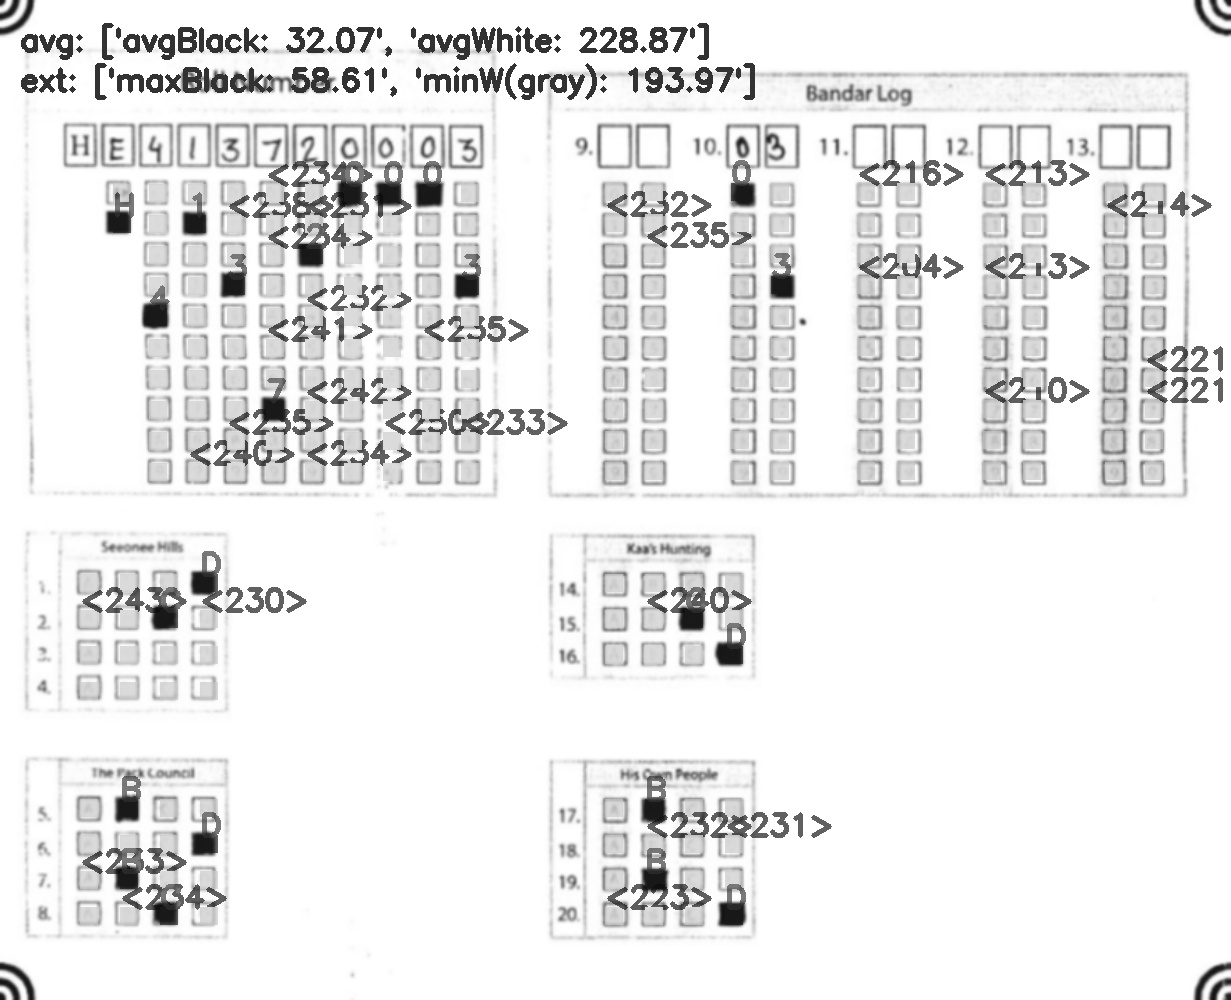 avg: ['avgBlack: 32.07', 'avgWhite: 228.87']
ext: ['maxBlack: 58.61', 'minW(gray): 193.97']
Bandar Log
H E 4 1 3 7 2 0 0 0 3
9. 10. 03 11. 12. 13.
0 0 0 <216> <213>
H 1 <232> <214>
<234> <235>
3 3 3 <204> <213>
4 <232>
<241> <235>
<221
7 <242> <210> <221
<235> <233>
<240> <234>
Seeonee Hills
D
1. <243> <230>
2.
3.
4.
Kaa's Hunting
14. <240>
15.
D
16.
The Pack Council
B
5.
D
6. <233>
7. B
<234>
8.
His Own People
B
17. <232> <231>
18.
B
19. <223> D
20.